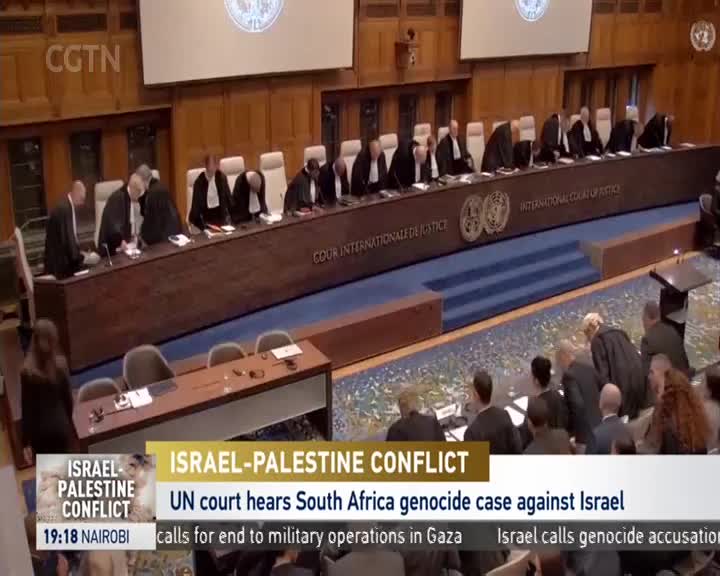 CGTN
COUR INTERNATIONALE DE JUSTICE
INTERNATIONAL COURT OF JUSTICE
ISRAEL-PALESTINE CONFLICT
UN court hears South Africa genocide case against Israel
ISRAEL-
PALESTINE
CONFLICT
19:18 NAIROBI
calls for end to military operations in Gaza
Israel calls genocide accusation